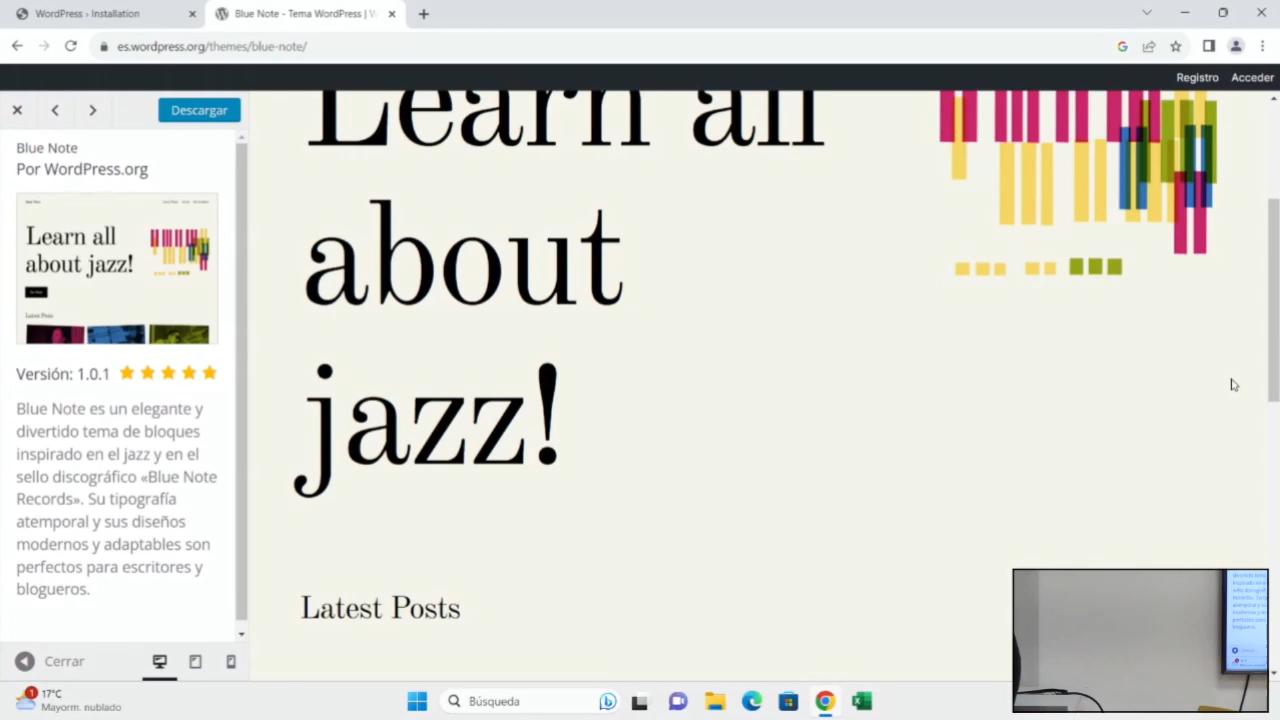 WordPress › Installation
Blue Note - Tema WordPress | W
es.wordpress.org/themes/blue-note/
Registro
Acceder
Descargar
Blue Note
Por WordPress.org
Learn all
about jazz!
Latest Posts
Versión: 1.0.1
Blue Note es un elegante y
divertido tema de bloques
inspirado en el jazz y en el
sello discográfico «Blue Note
Records». Su tipografía
atemporal y sus diseños
modernos y adaptables son
perfectos para escritores y
blogueros.
Cerrar
Learn all
about
jazz!
Latest Posts
1
17°C
Mayorm. nublado
Búsqueda